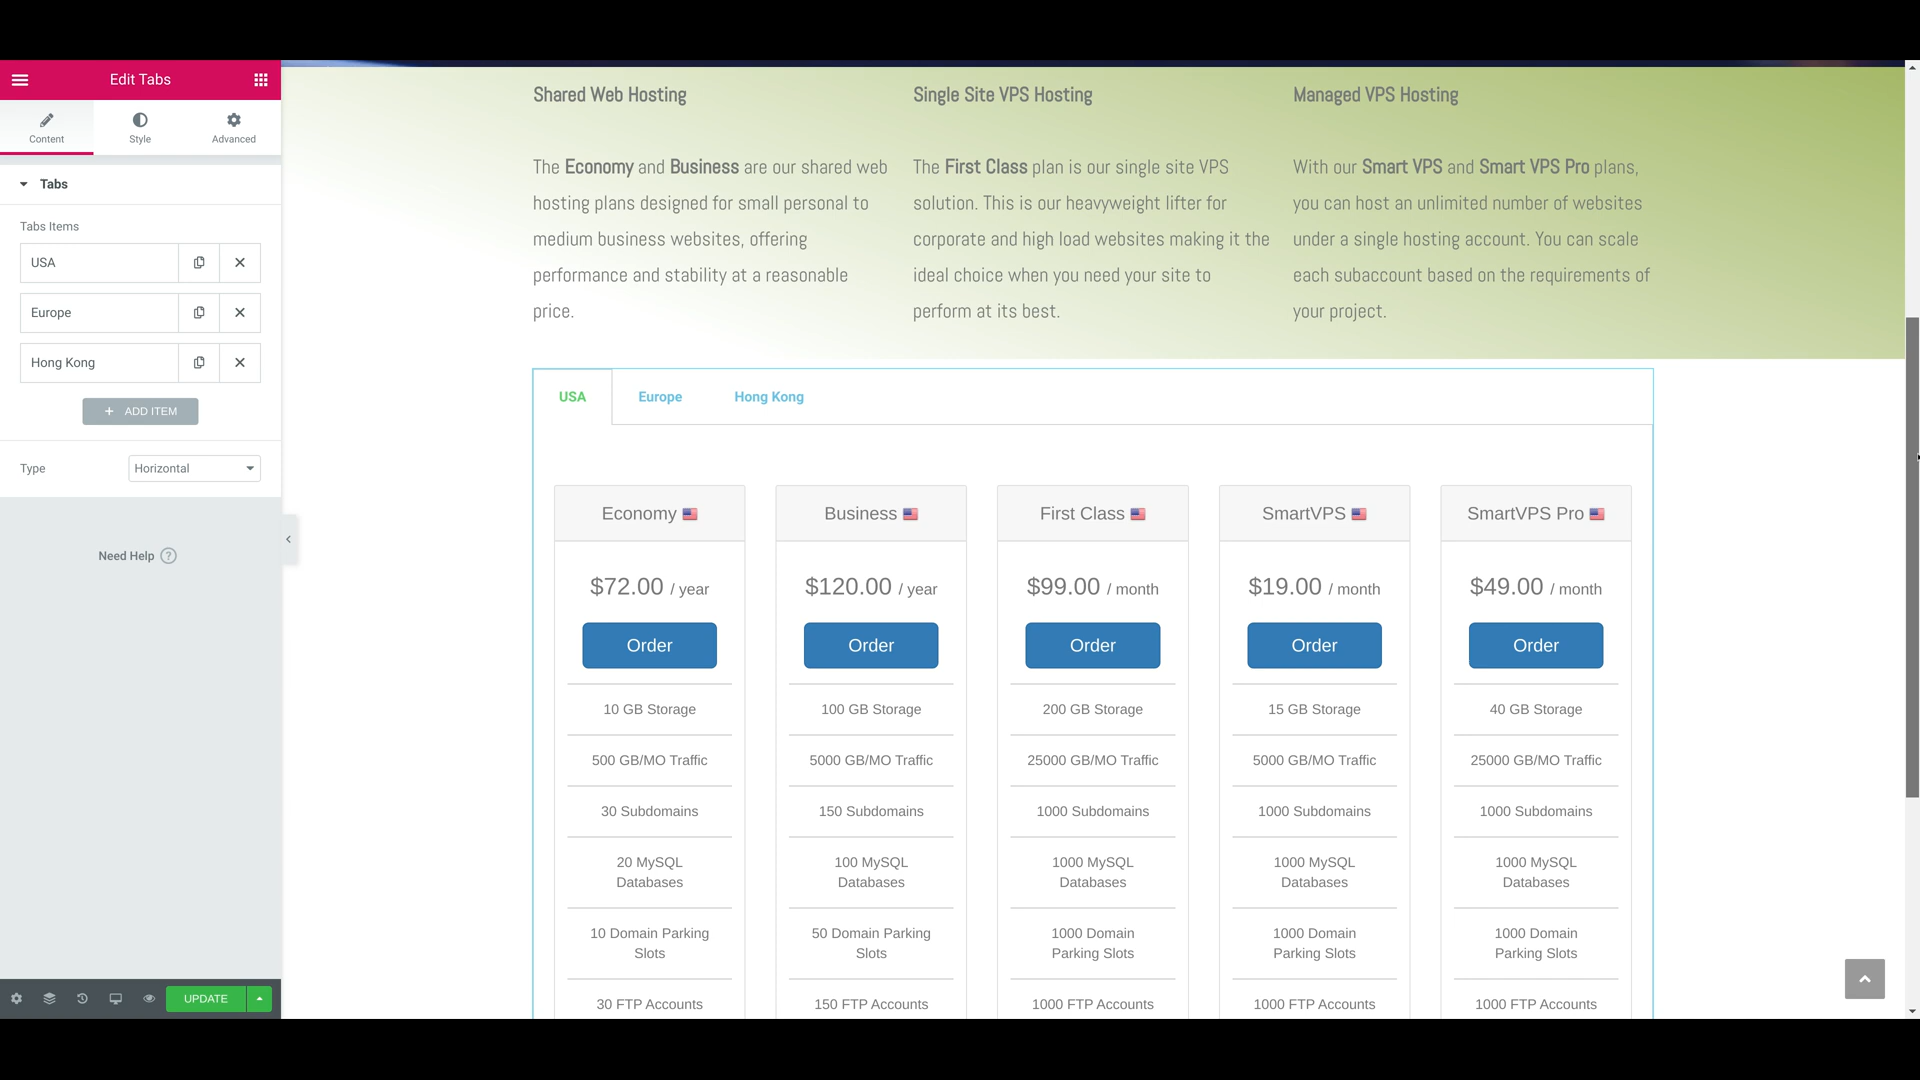 Edit Tabs
Content
Style
Advanced
Tabs
Tabs Items
USA
Europe
Hong Kong
ADD ITEM
Type
Horizontal
Need Help
UPDATE
Shared Web Hosting
The Economy and Business are our shared web
hosting plans designed for small personal to
medium business websites, offering
performance and stability at a reasonable
price.
Single Site VPS Hosting
The First Class plan is our single site VPS
solution. This is our heavyweight lifter for
corporate and high load websites making it the
ideal choice when you need your site to
perform at its best.
Managed VPS Hosting
With our Smart VPS and Smart VPS Pro plans,
you can host an unlimited number of websites
under a single hosting account. You can scale
each subaccount based on the requirements of
your project.
USA
Europe
Hong Kong
Economy
$72.00 / year
Order
10 GB Storage
500 GB/MO Traffic
30 Subdomains
20 MySQL
Databases
10 Domain Parking
Slots
30 FTP Accounts
Business
$120.00 / year
Order
100 GB Storage
5000 GB/MO Traffic
150 Subdomains
100 MySQL
Databases
50 Domain Parking
Slots
150 FTP Accounts
First Class
$99.00 / month
Order
200 GB Storage
25000 GB/MO Traffic
1000 Subdomains
1000 MySQL
Databases
1000 Domain
Parking Slots
1000 FTP Accounts
SmartVPS
$19.00 / month
Order
15 GB Storage
5000 GB/MO Traffic
1000 Subdomains
1000 MySQL
Databases
1000 Domain
Parking Slots
1000 FTP Accounts
SmartVPS Pro
$49.00 / month
Order
40 GB Storage
25000 GB/MO Traffic
1000 Subdomains
1000 MySQL
Databases
1000 Domain
Parking Slots
1000 FTP Accounts